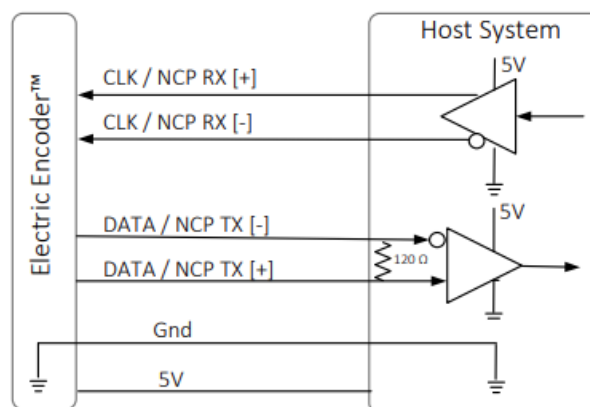 Host System
5V
CLK / NCP RX [+]
CLK / NCP RX [-]
Electric Encoder™
5V
DATA / NCP TX [-]
120 Ω
DATA / NCP TX [+]
Gnd
5V